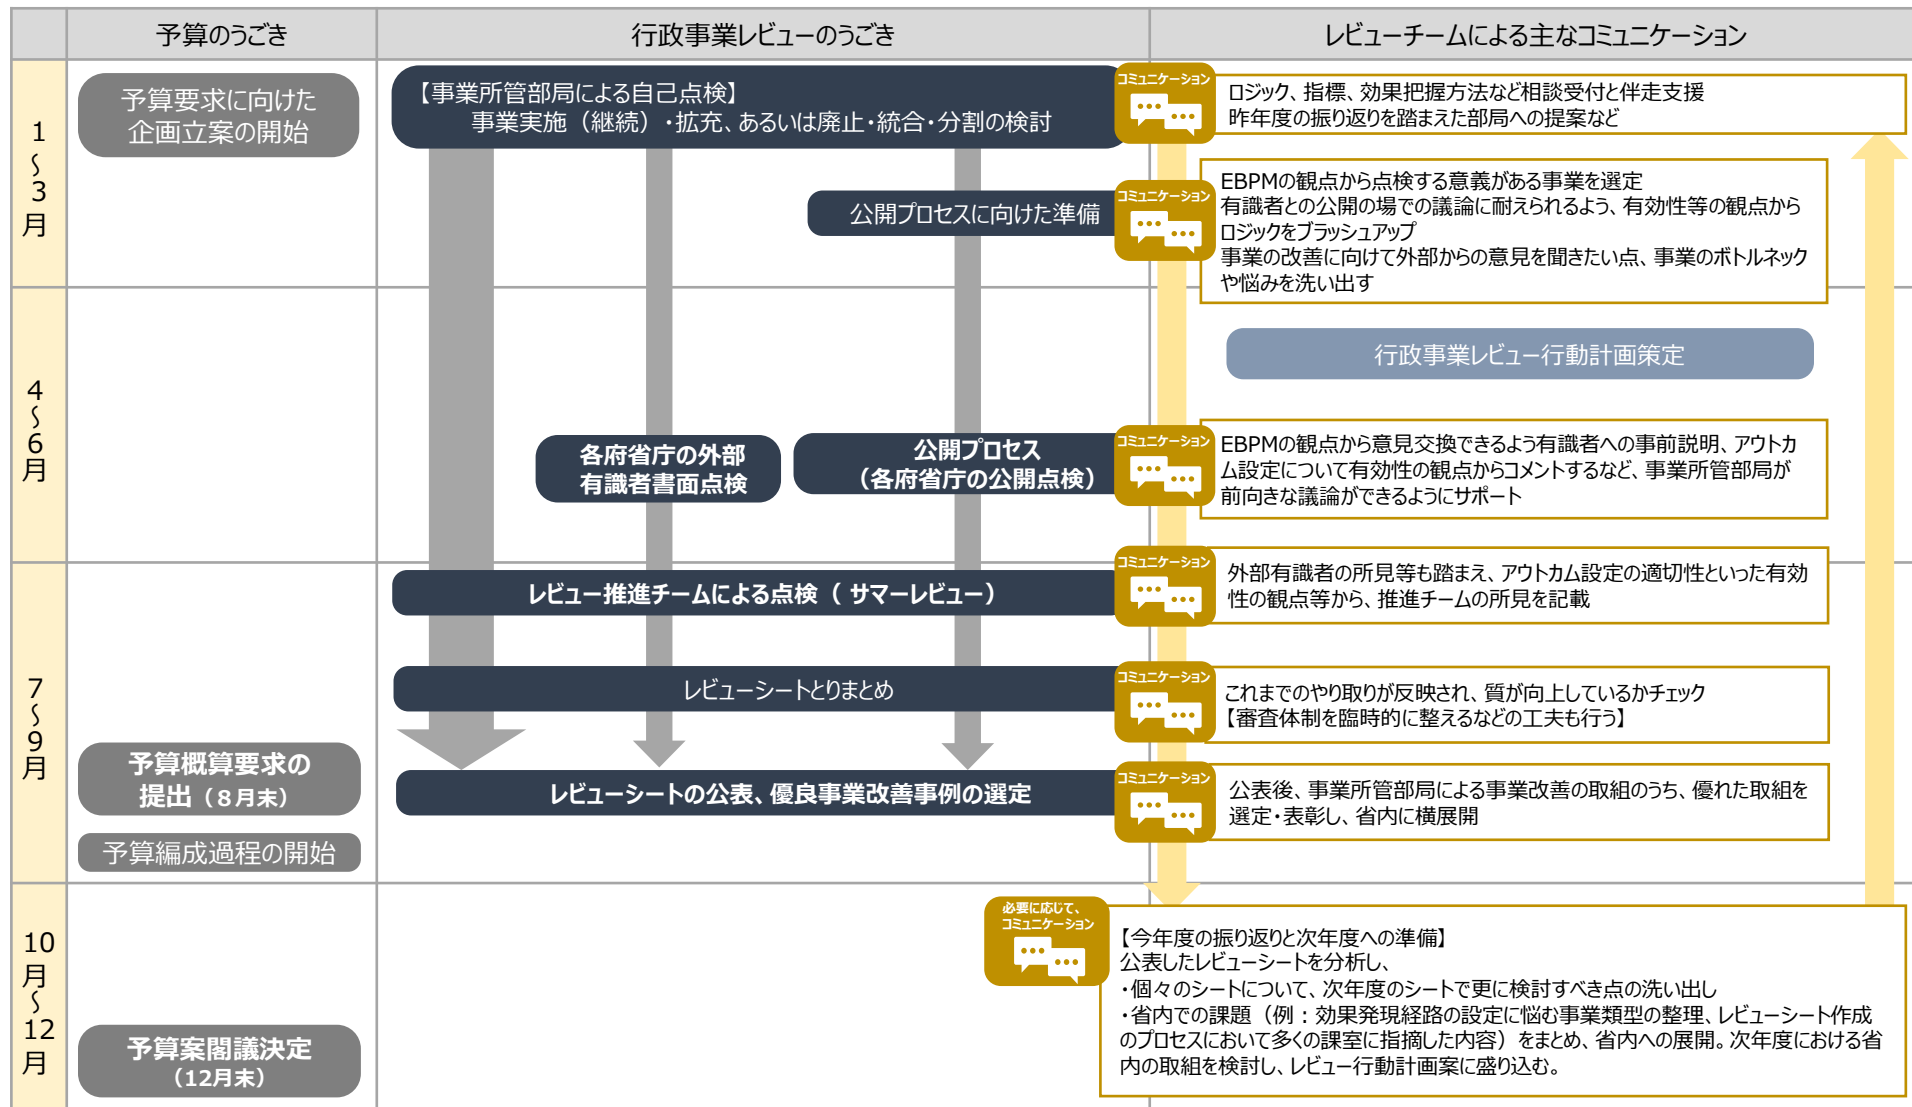 予算のうごき
行政事業レビューのうごき
レビューチームによる主なコミュニケーション
1～3月
予算要求に向けた
企画立案の開始
【事業所管部局による自己点検】
事業実施（継続）・拡充、あるいは廃止・統合・分割の検討
コミュニケーション
ロジック、指標、効果把握方法など相談受付と伴走支援
昨年度の振り返りを踏まえた部局への提案など
公開プロセスに向けた準備
コミュニケーション
EBPMの観点から点検する意義がある事業を選定
有識者との公開の場での議論に耐えられるよう、有効性等の観点から
ロジックをブラッシュアップ
事業の改善に向けて外部からの意見を聞きたい点、事業のボトルネック
や悩みを洗い出す
4～6月
行政事業レビュー行動計画策定
各府省庁の外部
有識者書面点検
公開プロセス
（各府省庁の公開点検）
コミュニケーション
EBPMの観点から意見交換できるよう有識者への事前説明、アウトカ
ム設定について有効性の観点からコメントするなど、事業所管部局が
前向きな議論ができるようにサポート
7～9月
レビュー推進チームによる点検（ サマーレビュー）
コミュニケーション
外部有識者の所見等も踏まえ、アウトカム設定の適切性といった有効
性の観点等から、推進チームの所見を記載
レビューシートとりまとめ
コミュニケーション
これまでのやり取りが反映され、質が向上しているかチェック
【審査体制を臨時的に整えるなどの工夫も行う】
予算概算要求の
提出（８月末）
レビューシートの公表、優良事業改善事例の選定
コミュニケーション
公表後、事業所管部局による事業改善の取組のうち、優れた取組を
選定・表彰し、省内に横展開
予算編成過程の開始
10月～12月
必要に応じて、
コミュニケーション
【今年度の振り返りと次年度への準備】
公表したレビューシートを分析し、
・個々のシートについて、次年度のシートで更に検討すべき点の洗い出し
・省内での課題（例：効果発現経路の設定に悩む事業類型の整理、レビューシート作成
のプロセスにおいて多くの課室に指摘した内容）をまとめ、省内への展開。次年度における省
内の取組を検討し、レビュー行動計画案に盛り込む。
予算案閣議決定
（12月末）